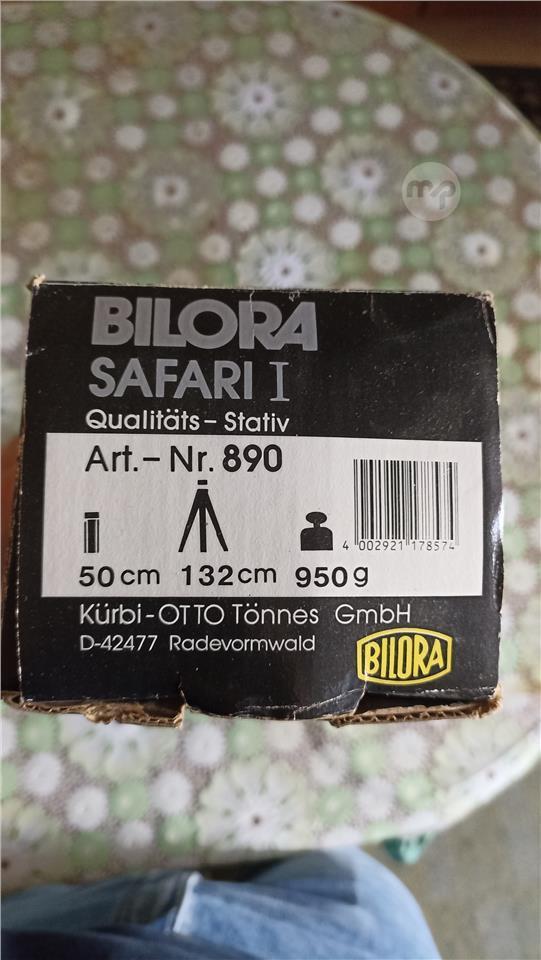 m/p
BILORA
SAFARI I
Qualitäts-Stativ
Art.-Nr. 890
4 002921 178574
50cm 132cm 950g
Kürbi-OTTO Tönnes GmbH
D-42477 Radevormwald
BILORA